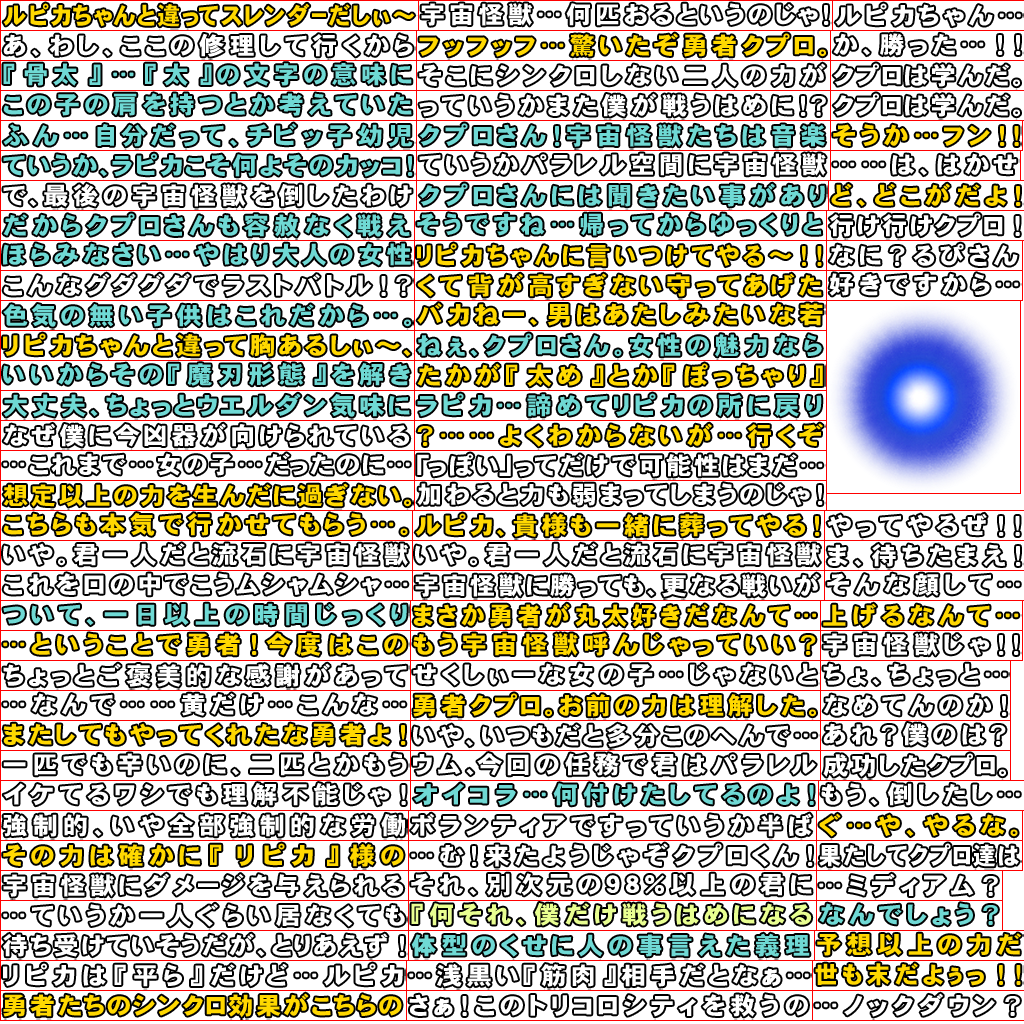 ルピカちゃんと違ってスレンダーだしぃ〜
あ、わし、ここの修理して行くから
『骨太』…『太』の文字の意味に
この子の肩を持つとか考えていた
ふん…自分だって、チビッ子幼児
ていうか、ラピカこそ何よそのカッコ!
で、最後の宇宙怪獣を倒したわけ
だからクプロさんも容赦なく戦え
ほらみなさい…やはり大人の女性
こんなグダグダでラストバトル!?
色気の無い子供はこれだから…。
リピカちゃんと違って胸あるしぃ〜、
いいからその『魔刃形態』を解き
大丈夫、ちょっとウエルダン気味に
なぜ僕に今凶器が向けられている
…これまで…女の子…だったのに…
想定以上の力を生んだに過ぎない。
こちらも本気で行かせてもらう…。
いや。君一人だと流石に宇宙怪獣
これを口の中でこうムシャムシャ…
ついて、一日以上の時間じっくり
…ということで勇者!今度はこの
ちょっとご褒美的な感謝があって
…なんで……黄だけ…こんな…
またしてもやってくれたな勇者よ!
一匹でも辛いのに、二匹とかもう
イケてるワシでも理解不能じゃ!
強制的、いや全部強制的な労働
その力は確かに『リピカ』様の
宇宙怪獣にダメージを与えられる
…ていうか一人ぐらい居なくても
待ち受けていそうだが、とりあえず!
リピカは『平ら』だけど…ルピカ
勇者たちのシンクロ効果がこちらの
宇宙怪獣…何匹おるというのじゃ!
フッフッフ…驚いたぞ勇者クプロ。
そこにシンクロしない二人の力が
っていうかまた僕が戦うはめに!?
クプロさん!宇宙怪獣たちは音楽
ていうかパラレル空間に宇宙怪獣
クプロさんには聞きたい事があり
そうですね…帰ってからゆっくりと
リピカちゃんに言いつけてやる〜!!
くて背が高すぎない守ってあげた
バカねー、男はあたしみたいな若
ねぇ、クプロさん。女性の魅力なら
たかが『太め』とか『ぽっちゃり』
ラピカ…諦めてリピカの所に戻り
?……よくわからないが…行くぞ
「っぽい」ってだけで可能性はまだ…
加わると力も弱まってしまうのじゃ!
ルピカ、貴様も一緒に葬ってやる!
いや。君一人だと流石に宇宙怪獣
宇宙怪獣に勝っても、更なる戦いが
まさか勇者が丸太好きだなんて…
もう宇宙怪獣呼んじゃっていい?
せくしぃーな女の子…じゃないと
勇者クプロ。お前の力は理解した。
いや、いつもだと多分このへんで…
ウム、今日の任務で君はパラレル
オイコラ…何付けたしてるのよ!
ボランティアですっていうか半ば
…む!来たようじゃぞクプロくん!
それ、別次元の98%以上の君に
『何それ、僕だけ戦うはめになる
体型のくせに人の事言えた義理
…浅黒い『筋肉』相手だとなぁ…
さぁ!このトリコロシティを救うの
ルピカちゃん…
か、勝った…!!
クプロは学んだ。
クプロは学んだ。
そうか…フン!!
……は、はかせ
ど、どこがだよ!
行け行けクプロ!
なに?るぴさん
好きですから…
やってやるぜ!!
ま、待ちたまえ!
そんな顔して…
上げるなんて…
宇宙怪獣じゃ!!
ちょ、ちょっと…
なめてんのか!
あれ?僕のは?
成功したクプロ。
もう、倒したし…
ぐ…や、やるな。
果たしてクプロ達は
…ミディアム?
なんでしょう?
予想以上の力だ
世も末だよぅっ!!
…ノックダウン?